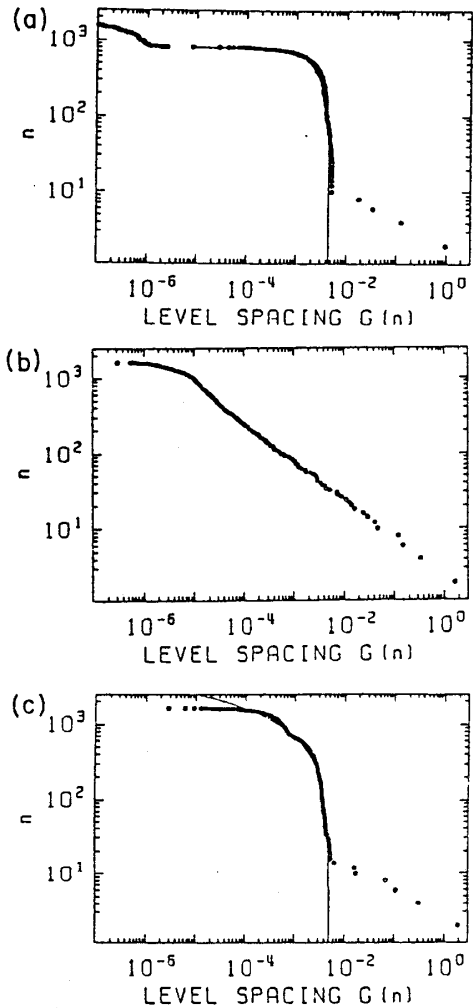 (a)
10³
10²
10¹
n
10⁻⁶ 10⁻⁴ 10⁻² 10⁰
LEVEL SPACING G(n)
(b)
10³
10²
10¹
n
10⁻⁶ 10⁻⁴ 10⁻² 10⁰
LEVEL SPACING G(n)
(c)
10³
10²
10¹
n
10⁻⁶ 10⁻⁴ 10⁻² 10⁰
LEVEL SPACING G(n)